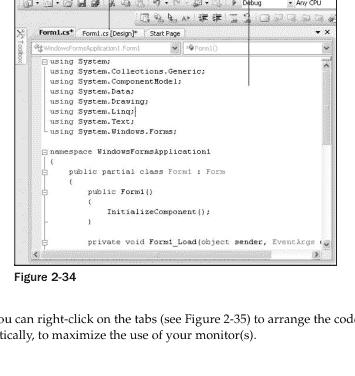 Debug Any CPU
Toolbox
Form1.cs* Form1.cs [Design]* Start Page
WindowsFormsApplication1.Form1 Form1()
using System;
using System.Collections.Generic;
using System.ComponentModel;
using System.Data;
using System.Drawing;
using System.Linq;
using System.Text;
using System.Windows.Forms;
namespace WindowsFormsApplication1
{
public partial class Form1 : Form
{
public Form1()
{
InitializeComponent();
}
private void Form1_Load(object sender, EventArgs
Figure 2-34
ou can right-click on the tabs (see Figure 2-35) to arrange the cod
tically, to maximize the use of your monitor(s).